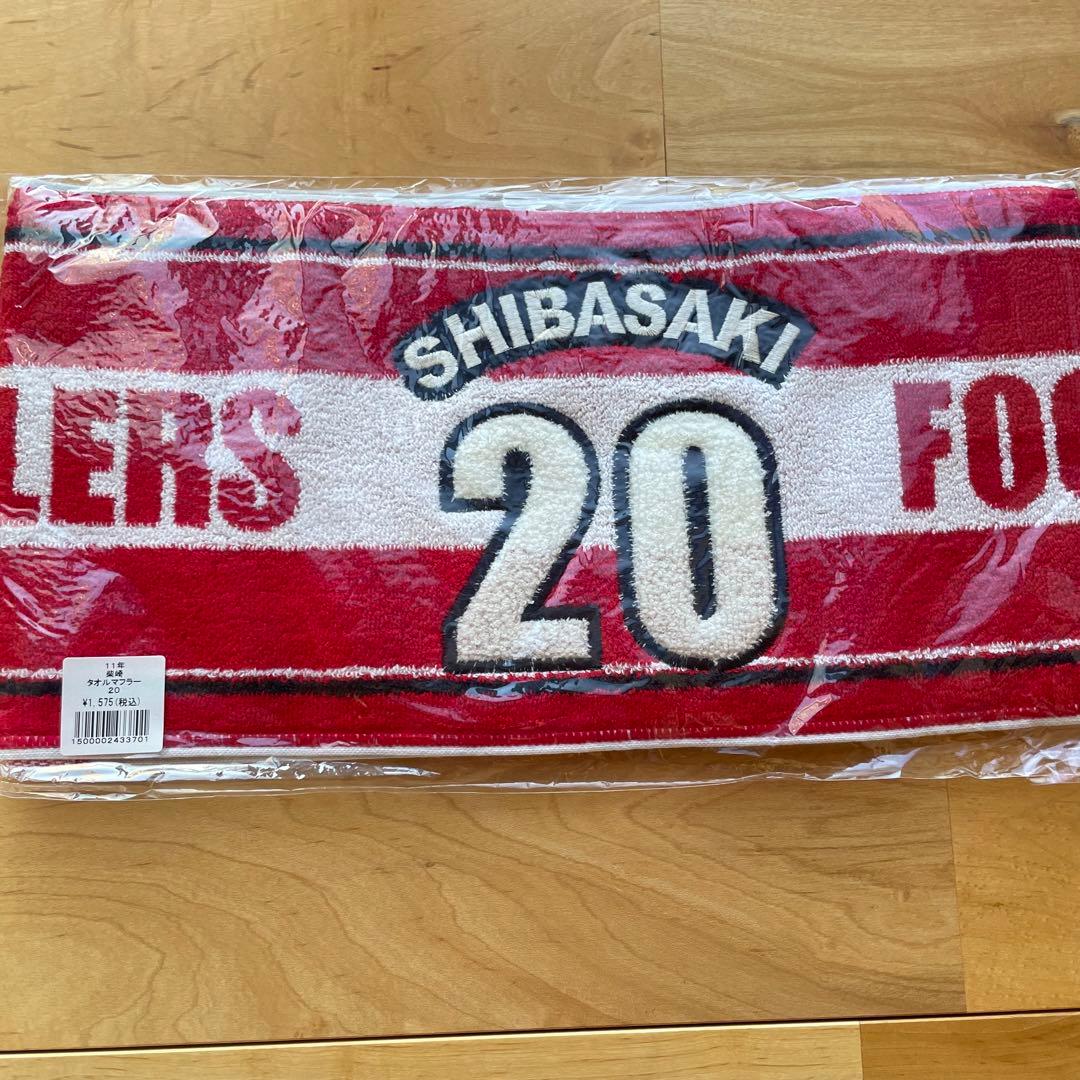 SHIBASAKI
LERS 20 FOO
11年
柴崎
タオルマフラー
20
¥1,575(税込)
1500002433701